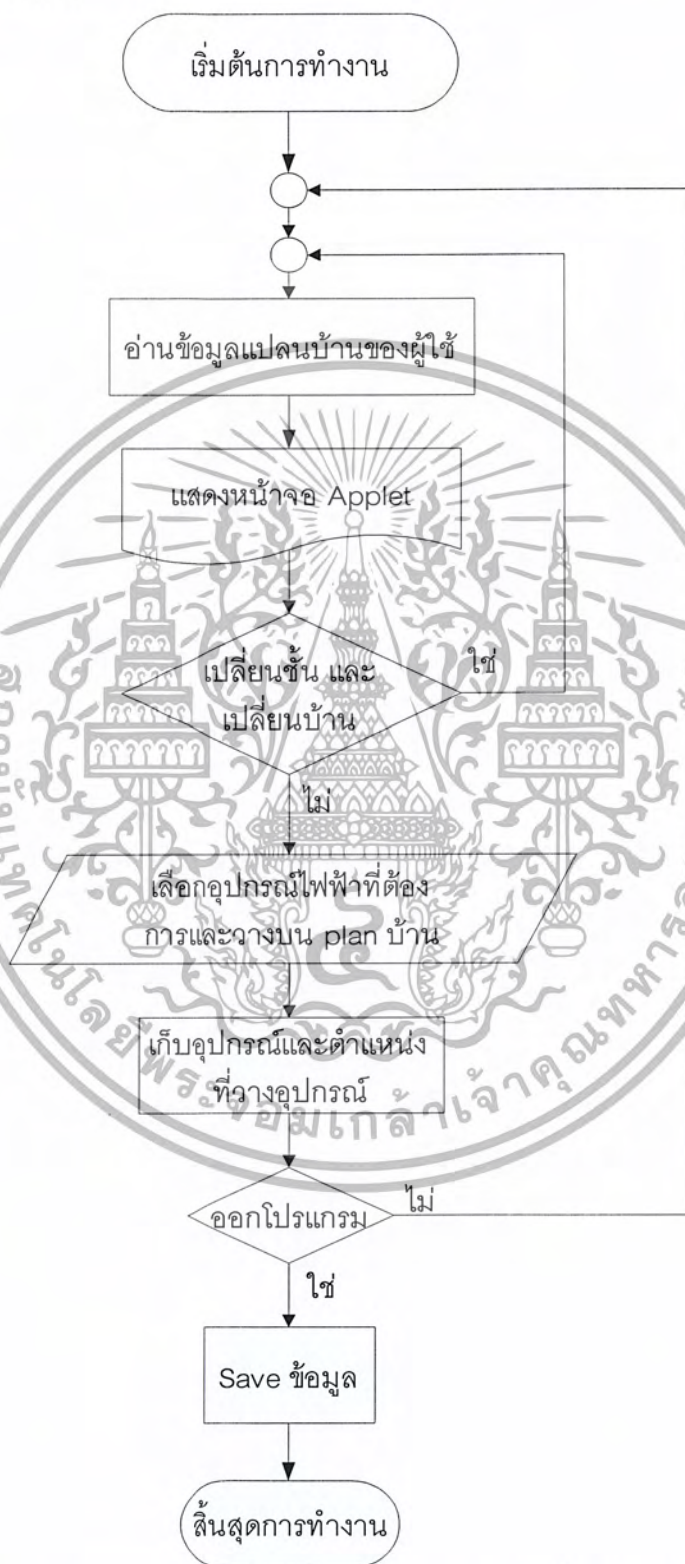 เริ่มต้นการทำงาน
อ่านข้อมูลแปลนบ้านของผู้ใช้
แสดงหน้าจอ Applet
เปลี่ยนชั้น และ
เปลี่ยนบ้าน
ใช่
ไม่
เลือกอุปกรณ์ไฟฟ้าที่ต้อง
การและวางบน plan บ้าน
เก็บอุปกรณ์และตำแหน่ง
ที่วางอุปกรณ์
ออกโปรแกรม
ไม่
ใช่
Save ข้อมูล
สิ้นสุดการทำงาน